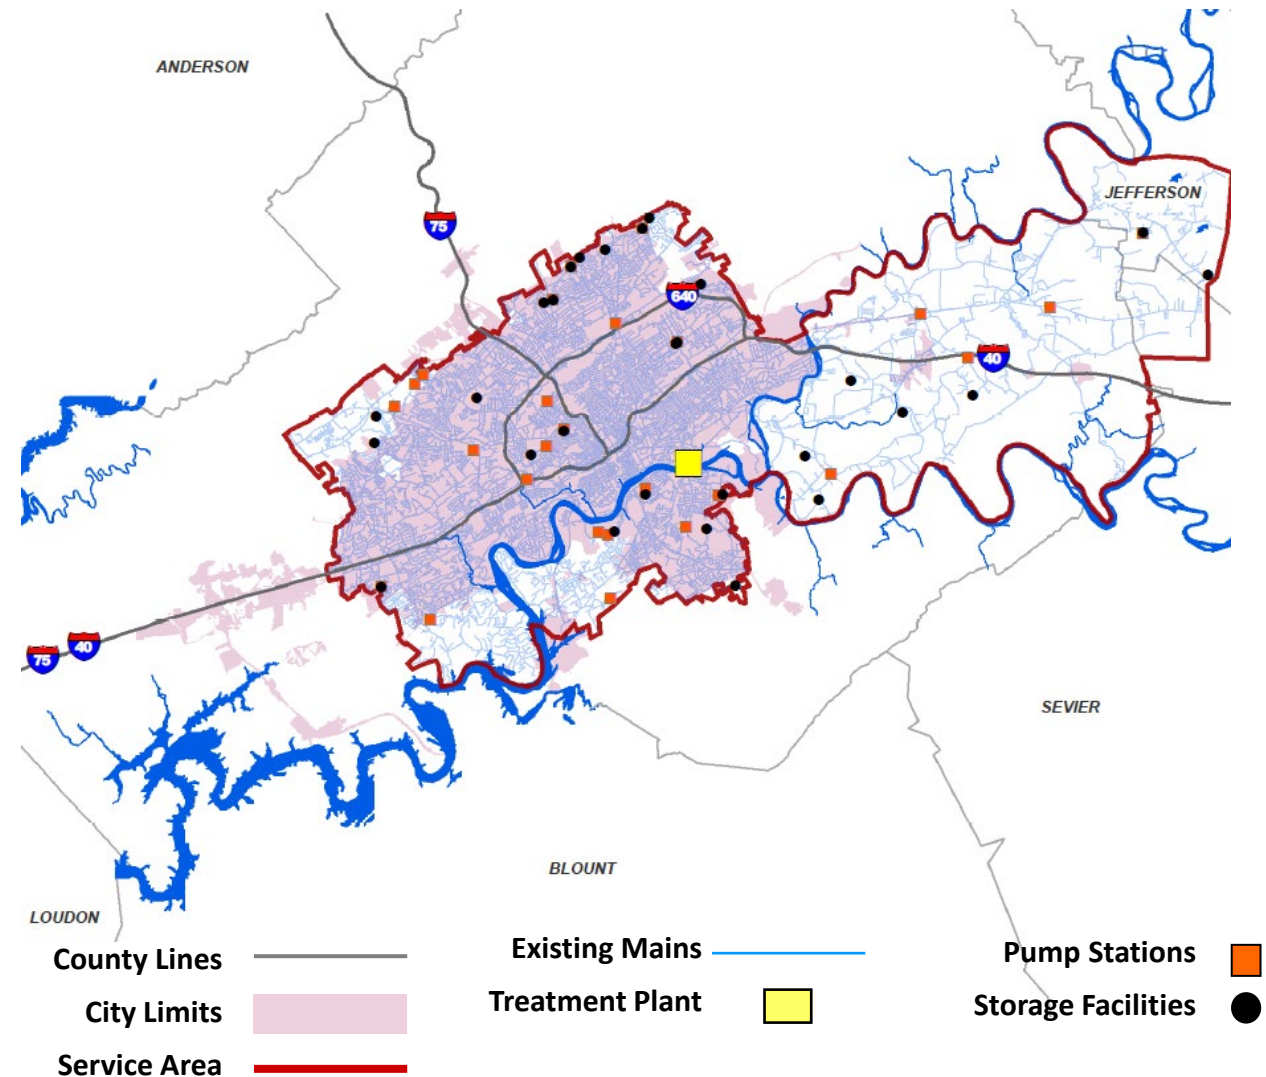 ANDERSON
JEFFERSON
75
640
40
75
40
SEVIER
BLOUNT
LOUDON
County Lines
City Limits
Service Area
Existing Mains
Treatment Plant
Pump Stations
Storage Facilities